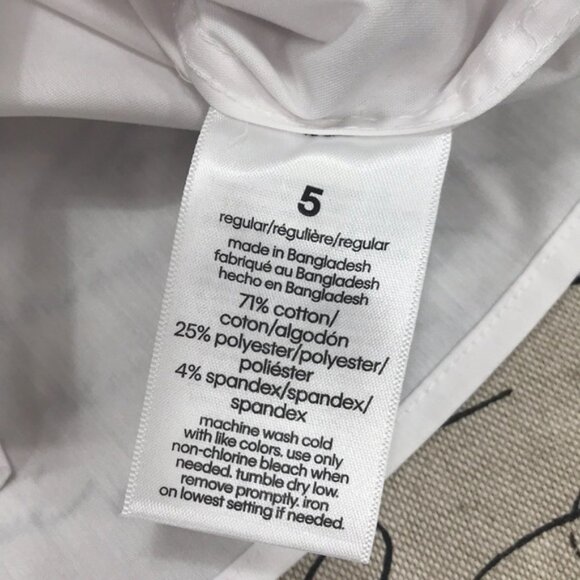 5
regular/régulière/regular
made in Bangladesh
fabriqué au Bangladesh
hecho en Bangladesh
71% cotton/
coton/algodón
25% polyester/polyester/
poliéster
4% spandex/spandex/
spandex
machine wash cold
with like colors. use only
non-chlorine bleach when
needed. tumble dry low.
remove promptly. iron
on lowest setting if needed.